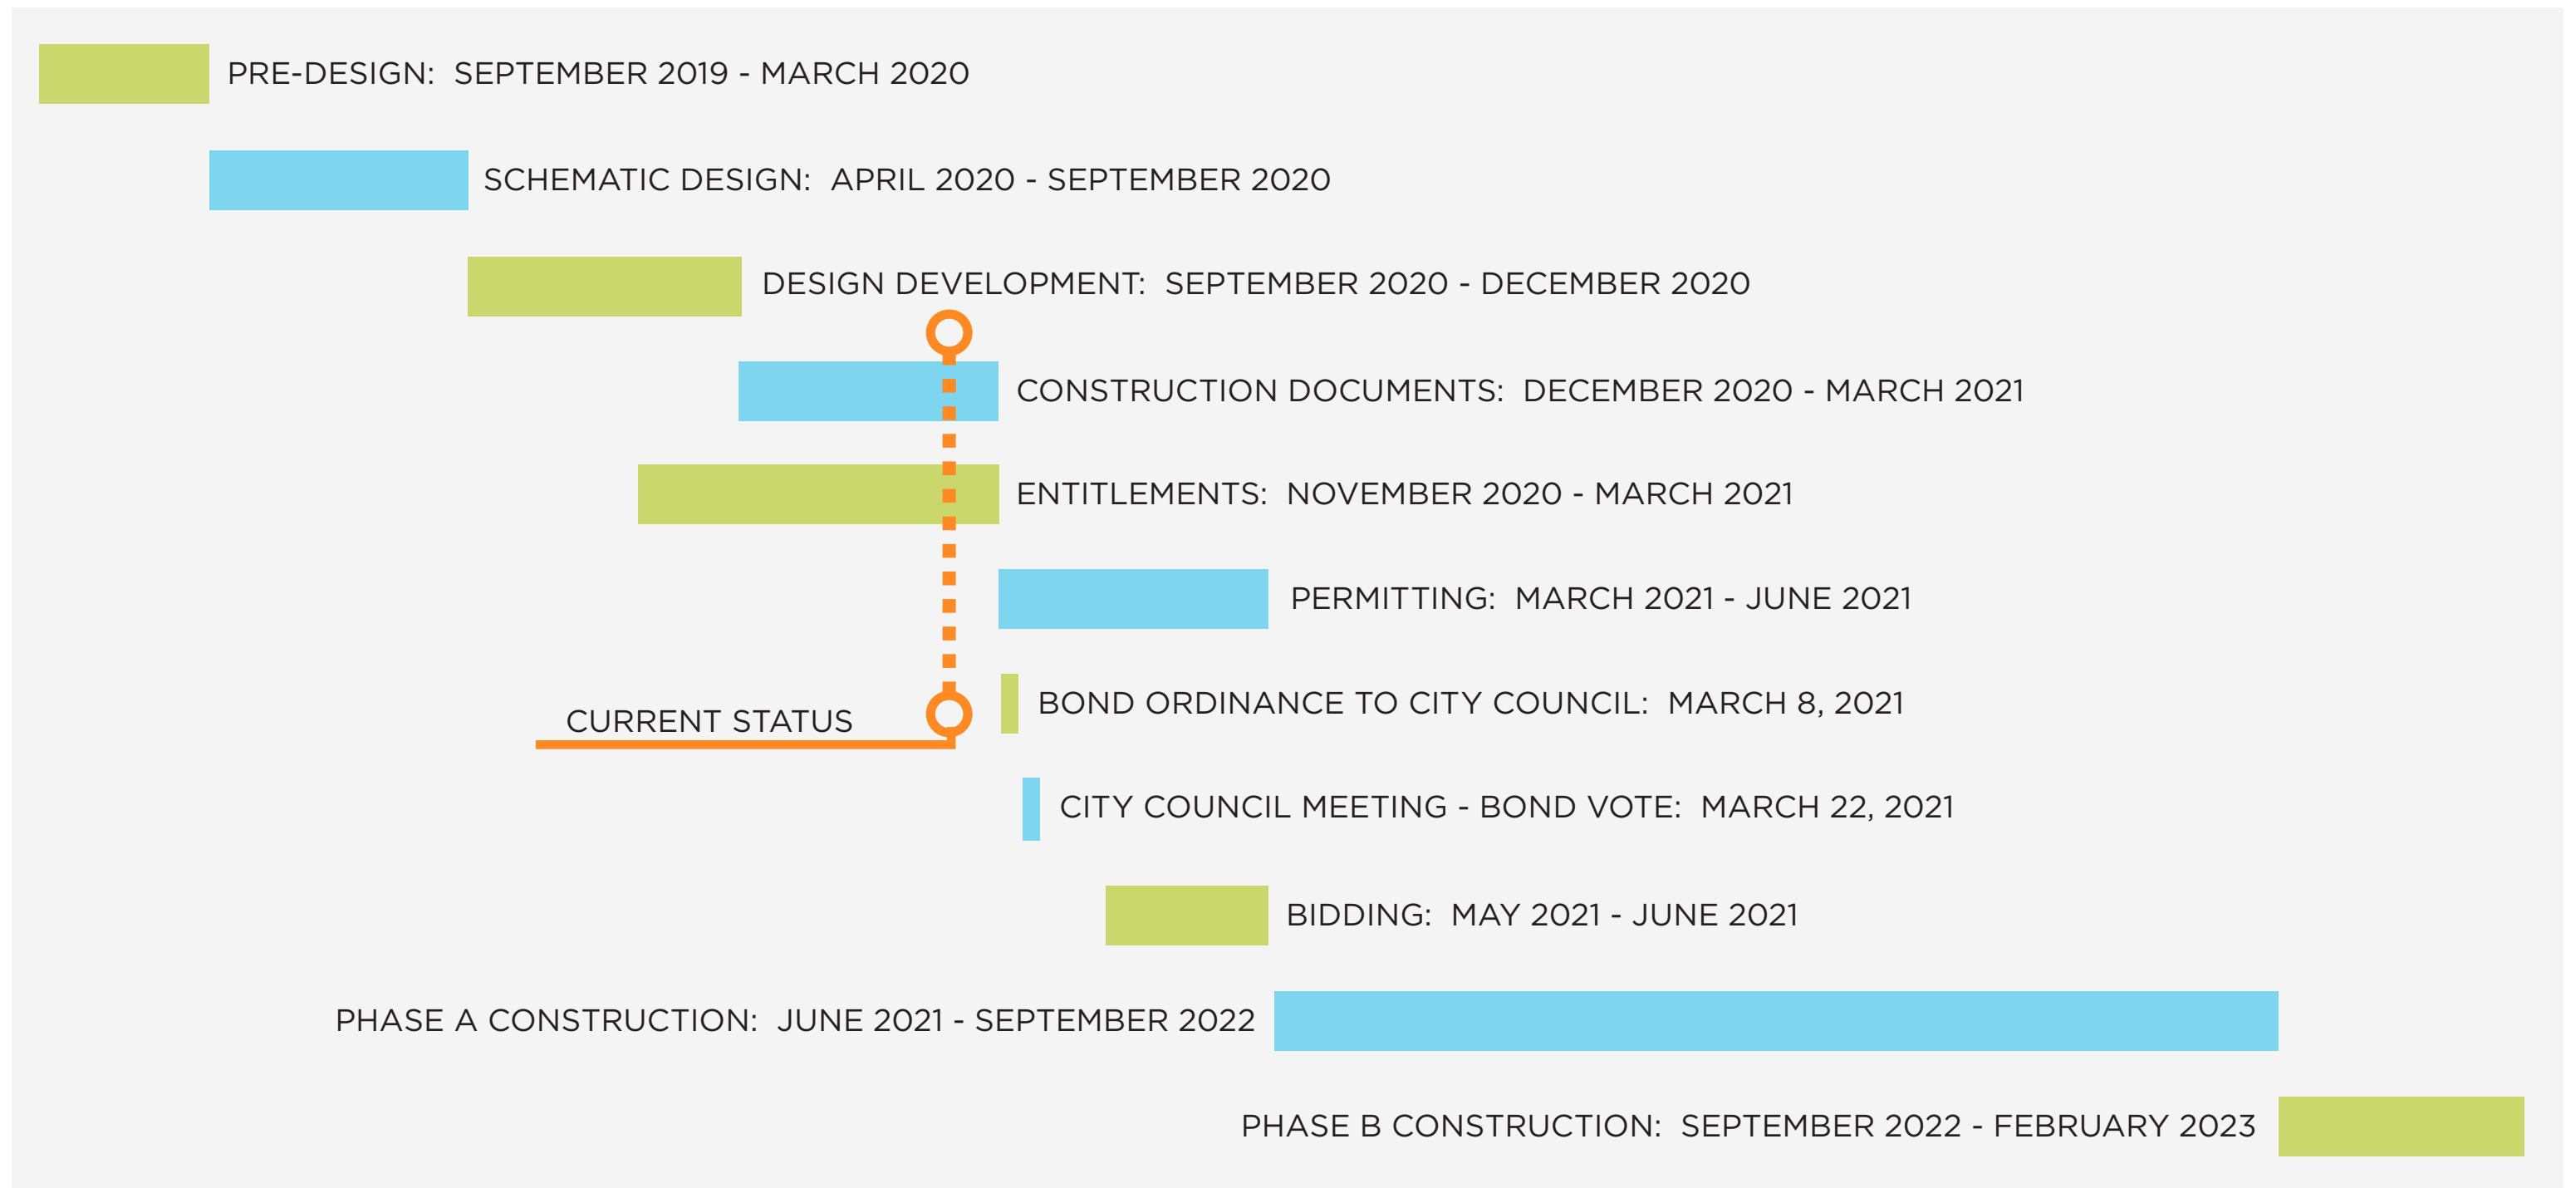 PRE-DESIGN: SEPTEMBER 2019 - MARCH 2020
SCHEMATIC DESIGN: APRIL 2020 - SEPTEMBER 2020
DESIGN DEVELOPMENT: SEPTEMBER 2020 - DECEMBER 2020
CONSTRUCTION DOCUMENTS: DECEMBER 2020 - MARCH 2021
ENTITLEMENTS: NOVEMBER 2020 - MARCH 2021
PERMITTING: MARCH 2021 - JUNE 2021
BOND ORDINANCE TO CITY COUNCIL: MARCH 8, 2021
CURRENT STATUS
CITY COUNCIL MEETING - BOND VOTE: MARCH 22, 2021
BIDDING: MAY 2021 - JUNE 2021
PHASE A CONSTRUCTION: JUNE 2021 - SEPTEMBER 2022
PHASE B CONSTRUCTION: SEPTEMBER 2022 - FEBRUARY 2023